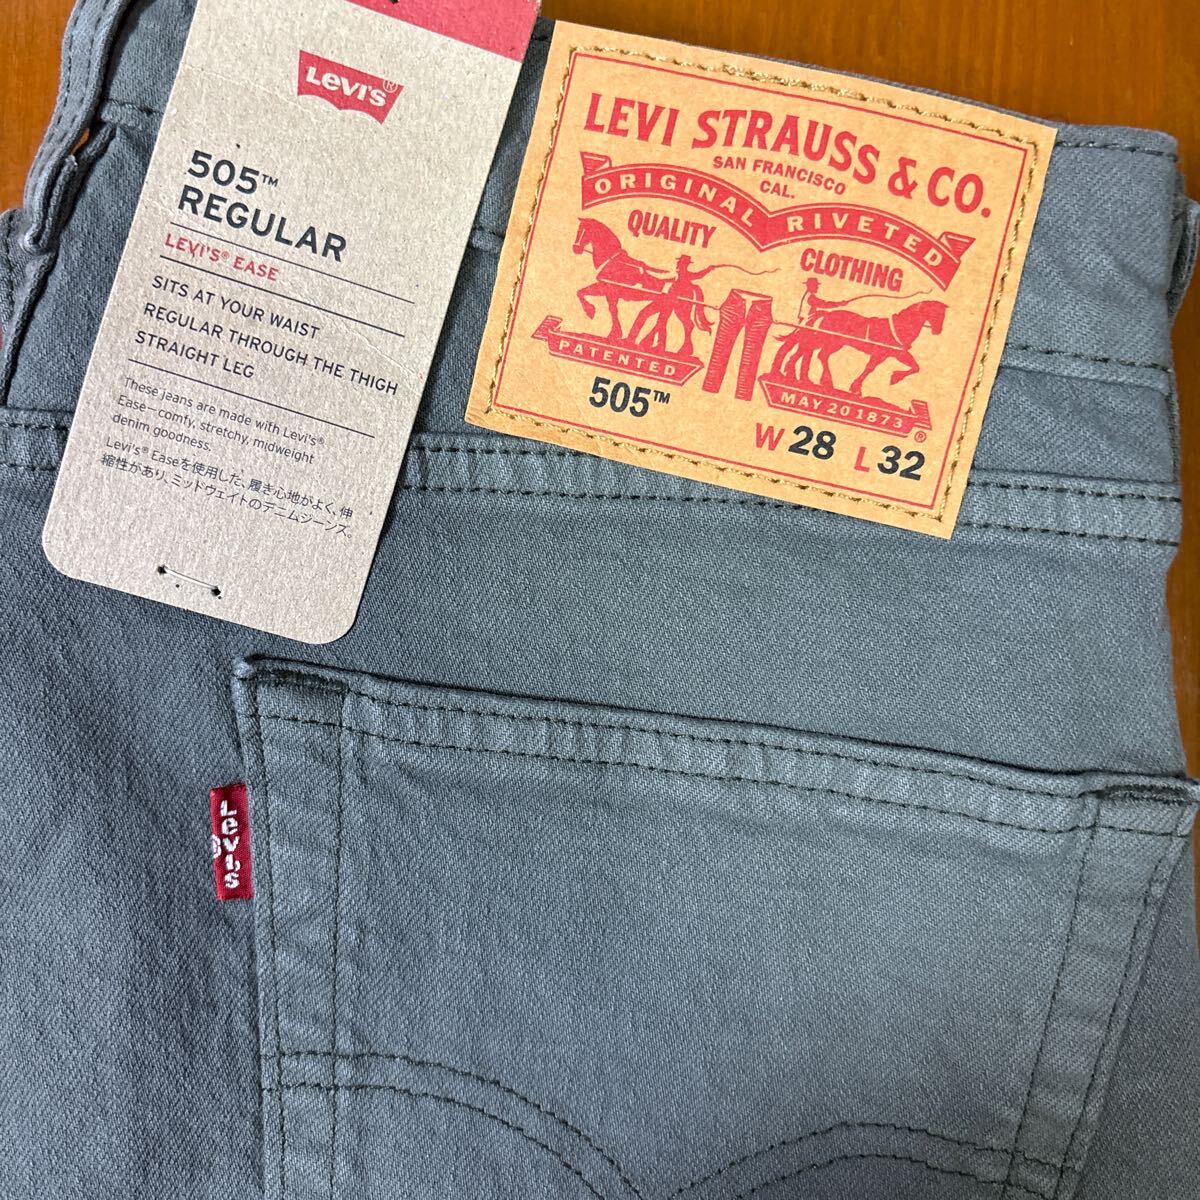 Levi's®
505™
REGULAR
LEVI'S® EASE
SITS AT YOUR WAIST
REGULAR THROUGH THE THIGH
STRAIGHT LEG
These jeans are made with Levi's®
Ease—comfy, stretchy, midweight
denim goodness.
Levi's® Easeを使用した、履き心地がよく、伸
縮性があり、ミッドウェイトのデニムジーンズ。
LEVI STRAUSS & CO.
SAN FRANCISCO
CAL.
ORIGINAL RIVETED
QUALITY CLOTHING
PATENTED MAY 20 1873 ®
505™
W 28 L 32
Levi's
®